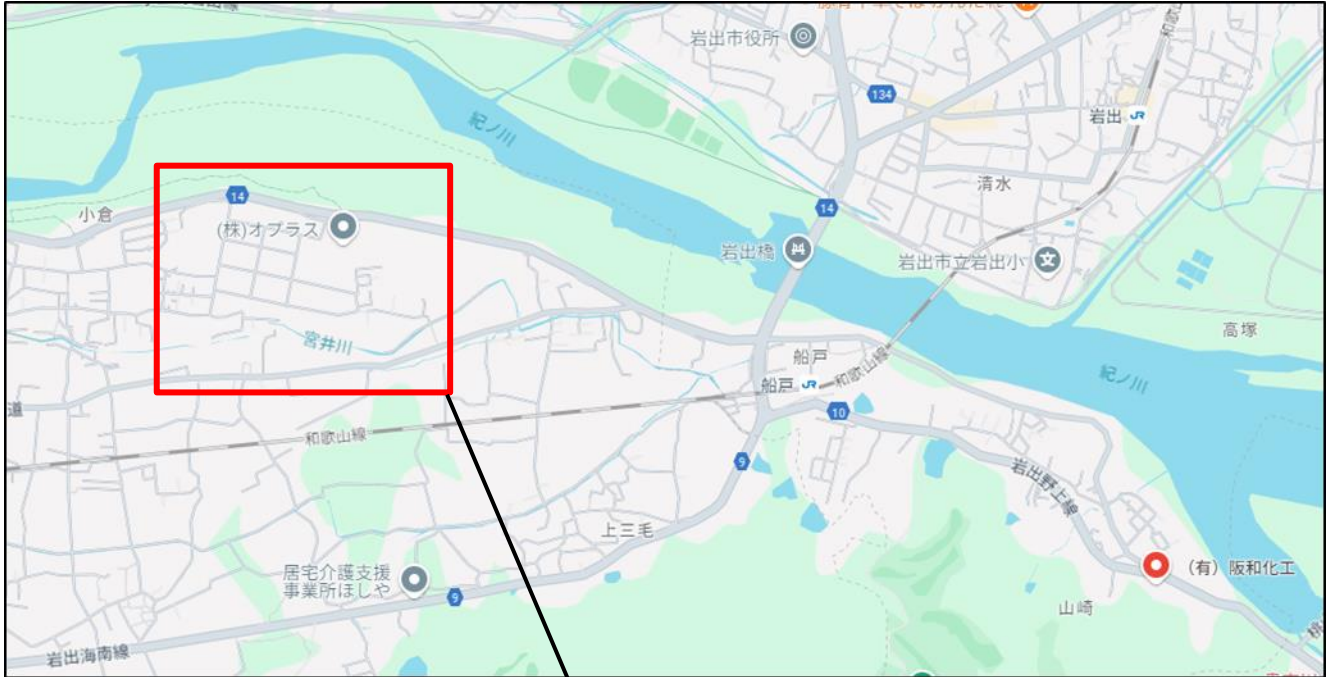 岩出市役所
134
岩出
JR
紀ノ川
清水
14
小倉
(株)オプラス
14
岩出橋
岩出市立岩出小
文
高塚
宮井川
船戸
和歌山線
船戸
JR
紀ノ川
道
10
和歌山線
9
岩出野上線
上三毛
居宅介護支援
事業所ほしや
9
(有) 阪和化工
山崎
岩出海南線